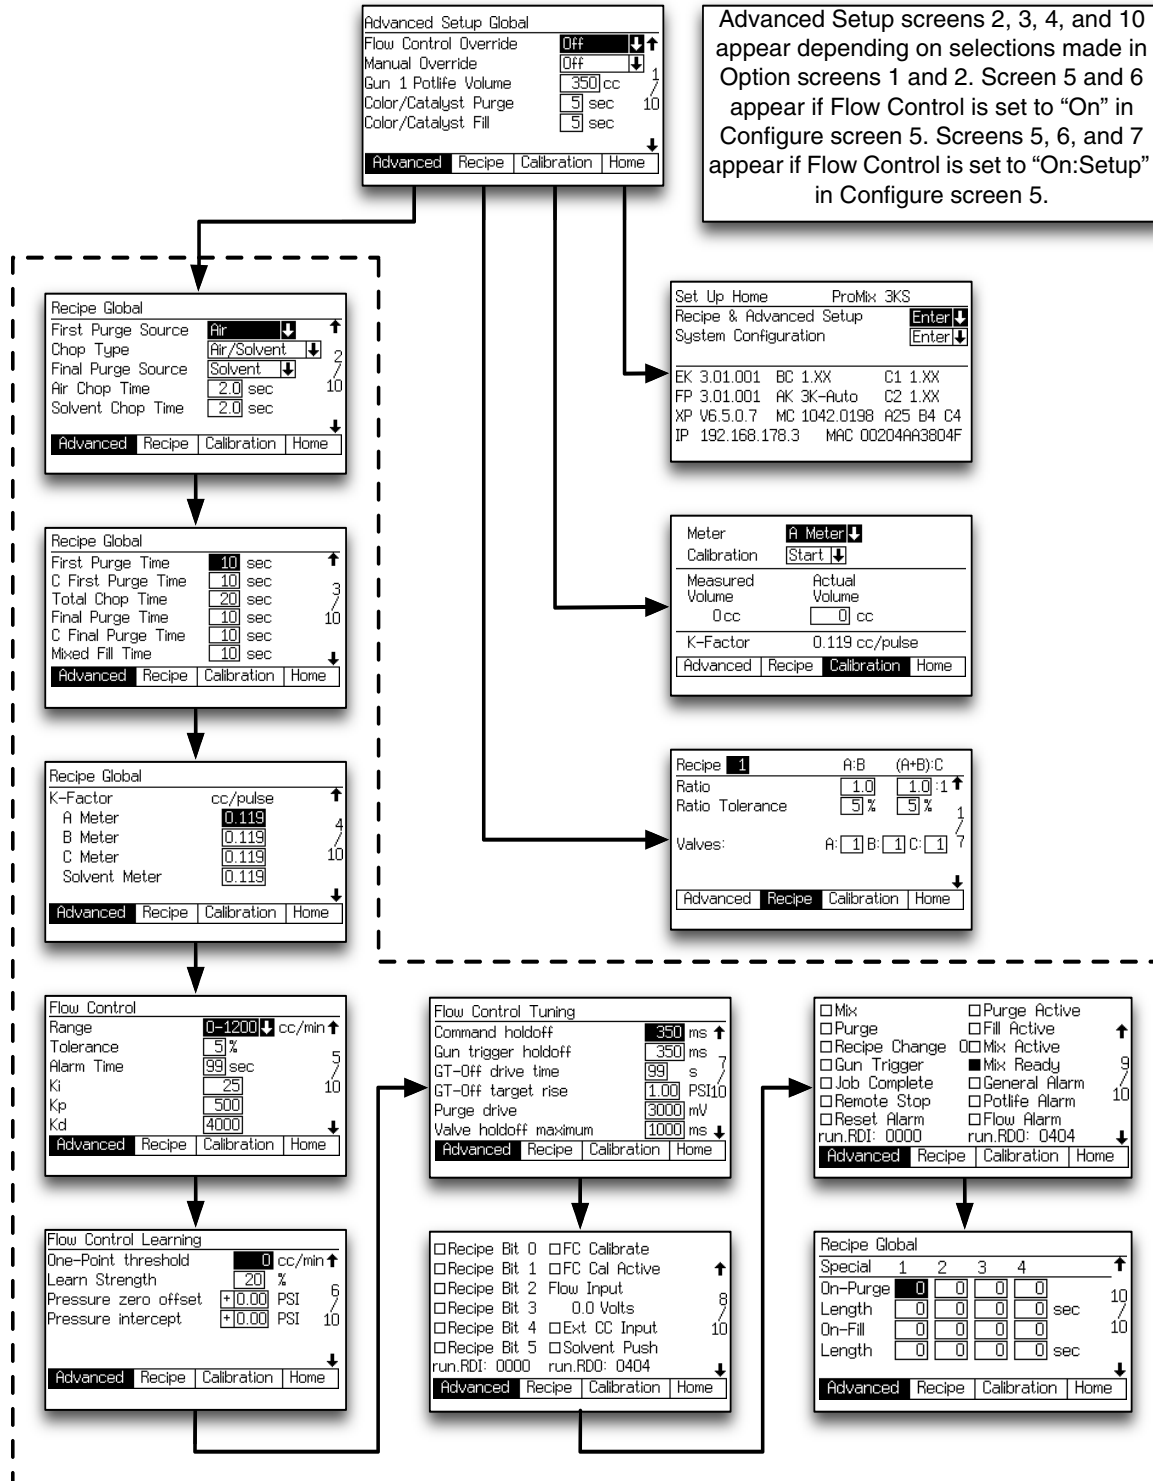 Advanced Setup Global
Flow Control Override Off
Manual Override Off
Gun 1 Potlife Volume 350 cc
Color/Catalyst Purge 5 sec
Color/Catalyst Fill 5 sec
1/10
Advanced Recipe Calibration Home
Advanced Setup screens 2, 3, 4, and 10
appear depending on selections made in
Option screens 1 and 2. Screen 5 and 6
appear if Flow Control is set to “On” in
Configure screen 5. Screens 5, 6, and 7
appear if Flow Control is set to “On:Setup”
in Configure screen 5.
Recipe Global
First Purge Source Air
Chop Type Air/Solvent
Final Purge Source Solvent
Air Chop Time 2.0 sec
Solvent Chop Time 2.0 sec
2/10
Advanced Recipe Calibration Home
Set Up Home ProMix 3KS
Recipe & Advanced Setup Enter
System Configuration Enter
EK 3.01.001 BC 1.XX C1 1.XX
FP 3.01.001 AK 3K-Auto C2 1.XX
XP V6.5.0.7 MC 1042.0198 A25 B4 C4
IP 192.168.178.3 MAC 00204AA3804F
Recipe Global
First Purge Time 10 sec
C First Purge Time 10 sec
Total Chop Time 20 sec
Final Purge Time 10 sec
C Final Purge Time 10 sec
Mixed Fill Time 10 sec
3/10
Advanced Recipe Calibration Home
Meter A Meter
Calibration Start
Measured Actual
Volume Volume
0cc 0 cc
K-Factor 0.119 cc/pulse
Advanced Recipe Calibration Home
Recipe Global
K-Factor cc/pulse
A Meter 0.119
B Meter 0.119
C Meter 0.119
Solvent Meter 0.119
4/10
Advanced Recipe Calibration Home
Recipe 1 A:B (A+B):C
Ratio 1.0 1.0 :1
Ratio Tolerance 5 % 5 %
Valves: A: 1 B: 1 C: 1
1/7
Advanced Recipe Calibration Home
Flow Control
Range 0-1200 cc/min
Tolerance 5 %
Alarm Time 99 sec
Ki 25
Kp 500
Kd 4000
5/10
Advanced Recipe Calibration Home
Flow Control Tuning
Command holdoff 350 ms
Gun trigger holdoff 350 ms
GT-Off drive time 99 s
GT-Off target rise 1.00 PSI
Purge drive 3000 mV
Valve holdoff maximum 1000 ms
7/10
Advanced Recipe Calibration Home
Mix Purge Active
Purge Fill Active
Recipe Change 0 Mix Active
Gun Trigger Mix Ready
Job Complete General Alarm
Remote Stop Potlife Alarm
Reset Alarm Flow Alarm
run.RDI: 0000 run.RDO: 0404
9/10
Advanced Recipe Calibration Home
Flow Control Learning
One-Point threshold 0 cc/min
Learn Strength 20 %
Pressure zero offset + 0.00 PSI
Pressure intercept + 0.00 PSI
6/10
Advanced Recipe Calibration Home
Recipe Bit 0 FC Calibrate
Recipe Bit 1 FC Cal Active
Recipe Bit 2 Flow Input
Recipe Bit 3 0.0 Volts
Recipe Bit 4 Ext CC Input
Recipe Bit 5 Solvent Push
run.RDI: 0000 run.RDO: 0404
8/10
Advanced Recipe Calibration Home
Recipe Global
Special 1 2 3 4
On-Purge 0 0 0 0
Length 0 0 0 0 sec
On-Fill 0 0 0 0
Length 0 0 0 0 sec
10/10
Advanced Recipe Calibration Home